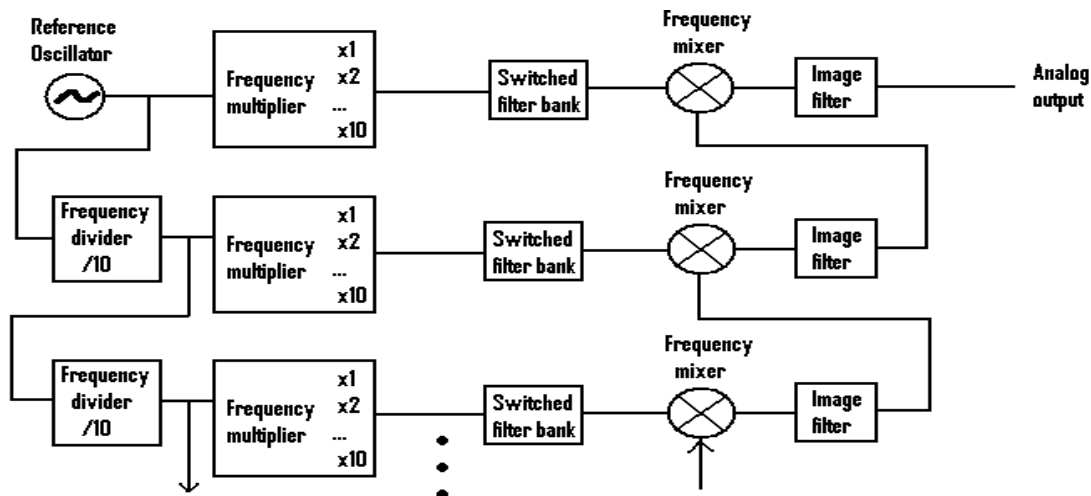 Reference
Oscillator
Frequency
multiplier
x1
x2
...
x10
Switched
filter bank
Frequency
mixer
Image
filter
Analog
output
Frequency
divider
/10
Frequency
multiplier
x1
x2
...
x10
Switched
filter bank
Frequency
mixer
Image
filter
Frequency
divider
/10
Frequency
multiplier
x1
x2
...
x10
Switched
filter bank
Frequency
mixer
Image
filter